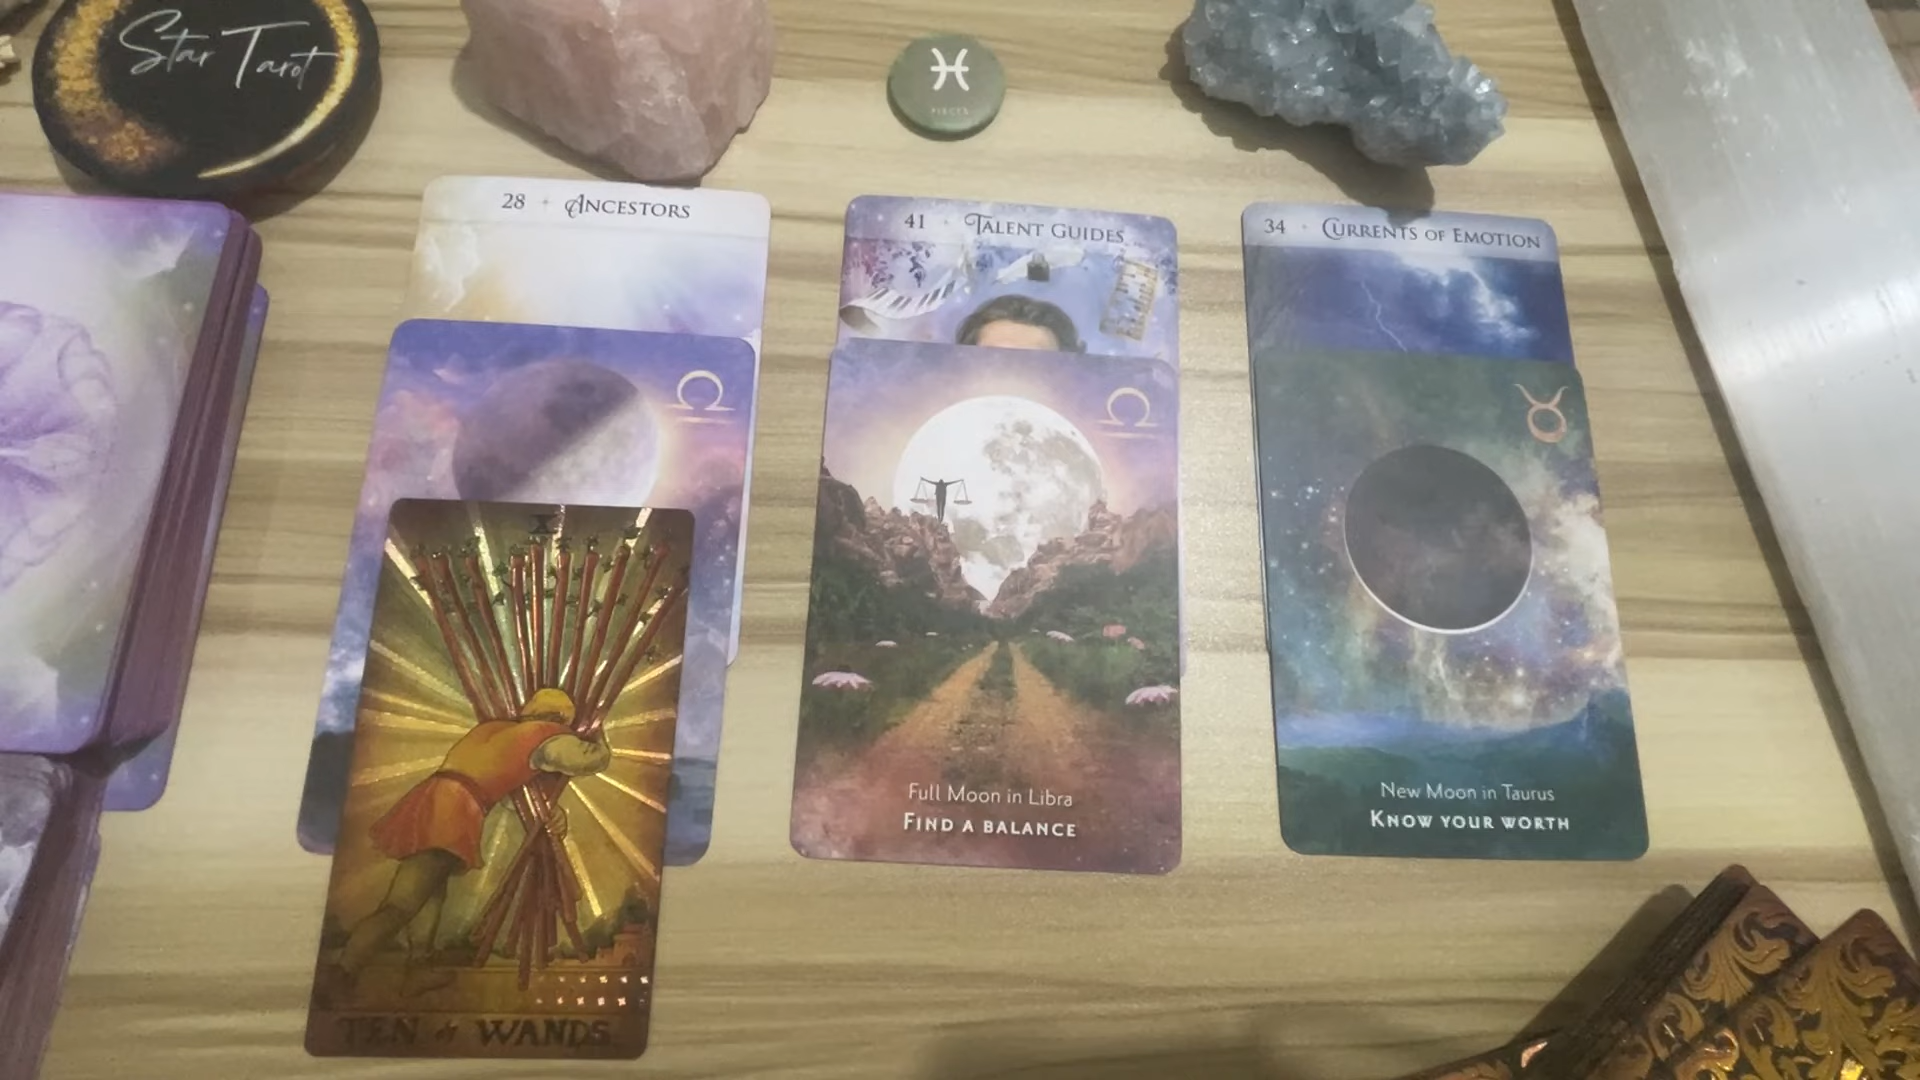 Star Tarot
PISCES
28 ✦ ANCESTORS
41 ✦ TALENT GUIDES
34 ✦ CURRENTS OF EMOTION
X
Full Moon in Libra
FIND A BALANCE
New Moon in Taurus
KNOW YOUR WORTH
TEN of WANDS